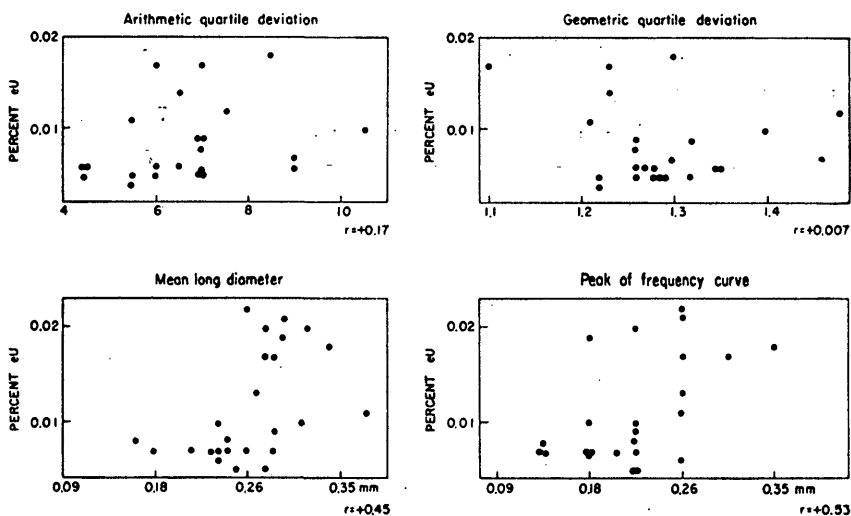 Arithmetic quartile deviation
PERCENT eU
0.02
0.01
4 6 8 1.0
r=+0.17
Geometric quartile deviation
PERCENT eU
0.02
0.01
1.1 1.2 1.3 1.4
r=+0.007
Mean long diameter
PERCENT eU
0.02
0.01
0.09 0.18 0.26 0.35 mm
r=+0.45
Peak of frequency curve
PERCENT eU
0.02
0.01
0.09 0.18 0.26 0.35 mm
r=+0.53